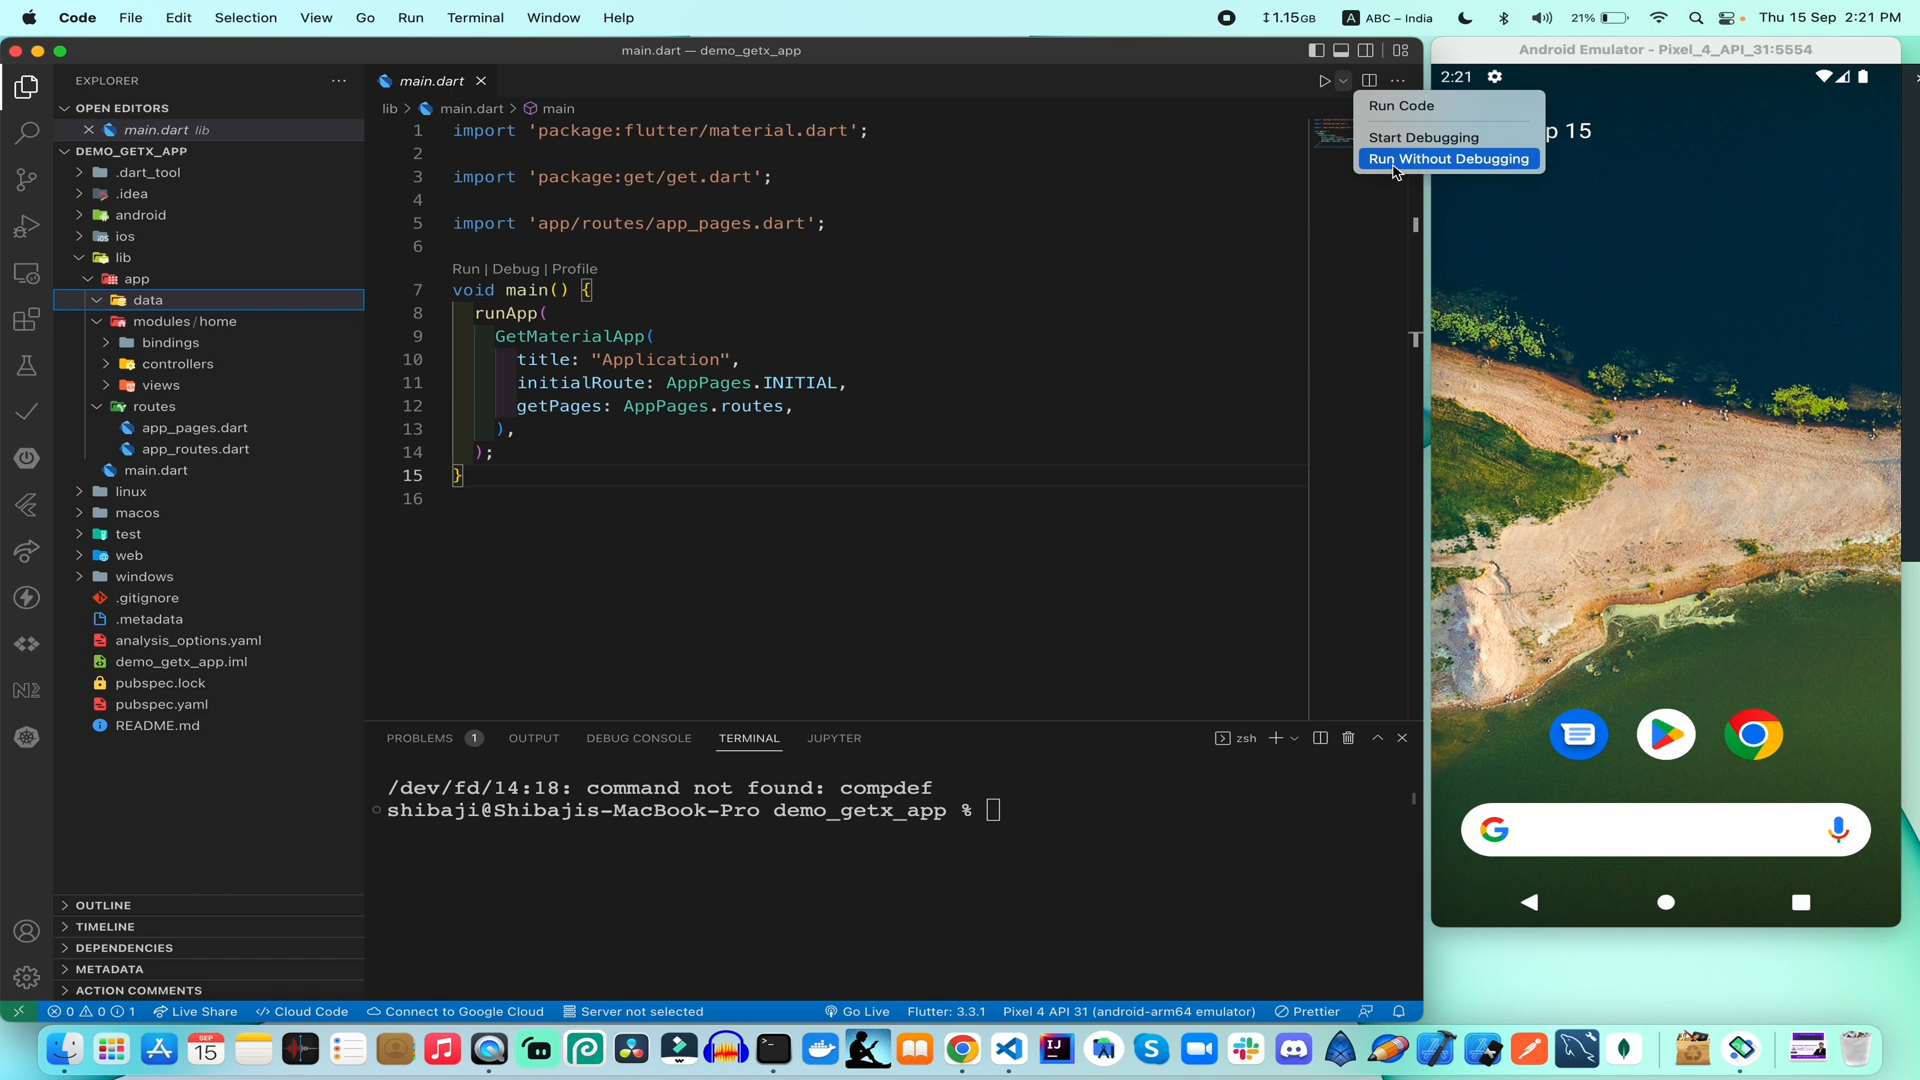 Code File Edit Selection View Go Run Terminal Window Help
1.15GB A ABC – India 21% Thu 15 Sep 2:21 PM
main.dart — demo_getx_app
EXPLORER
OPEN EDITORS
main.dart lib
DEMO_GETX_APP
.dart_tool
.idea
android
ios
lib
app
data
modules/home
bindings
controllers
views
routes
app_pages.dart
app_routes.dart
main.dart
linux
macos
test
web
windows
.gitignore
.metadata
analysis_options.yaml
demo_getx_app.iml
pubspec.lock
pubspec.yaml
README.md
OUTLINE
TIMELINE
DEPENDENCIES
METADATA
ACTION COMMENTS
main.dart
lib > main.dart > main
1 import 'package:flutter/material.dart';
2
3 import 'package:get/get.dart';
4
5 import 'app/routes/app_pages.dart';
6
Run | Debug | Profile
7 void main() {
8 runApp(
9 GetMaterialApp(
10 title: "Application",
11 initialRoute: AppPages.INITIAL,
12 getPages: AppPages.routes,
13 ),
14 );
15 }
16
Run Code
Start Debugging
Run Without Debugging
PROBLEMS 1 OUTPUT DEBUG CONSOLE TERMINAL JUPYTER
zsh
/dev/fd/14:18: command not found: compdef
shibaji@Shibajis-MacBook-Pro demo_getx_app %
0 0 1 Live Share Cloud Code Connect to Google Cloud Server not selected
Go Live Flutter: 3.3.1 Pixel 4 API 31 (android-arm64 emulator) Prettier
Android Emulator - Pixel_4_API_31:5554
2:21
p 15
SEP
15